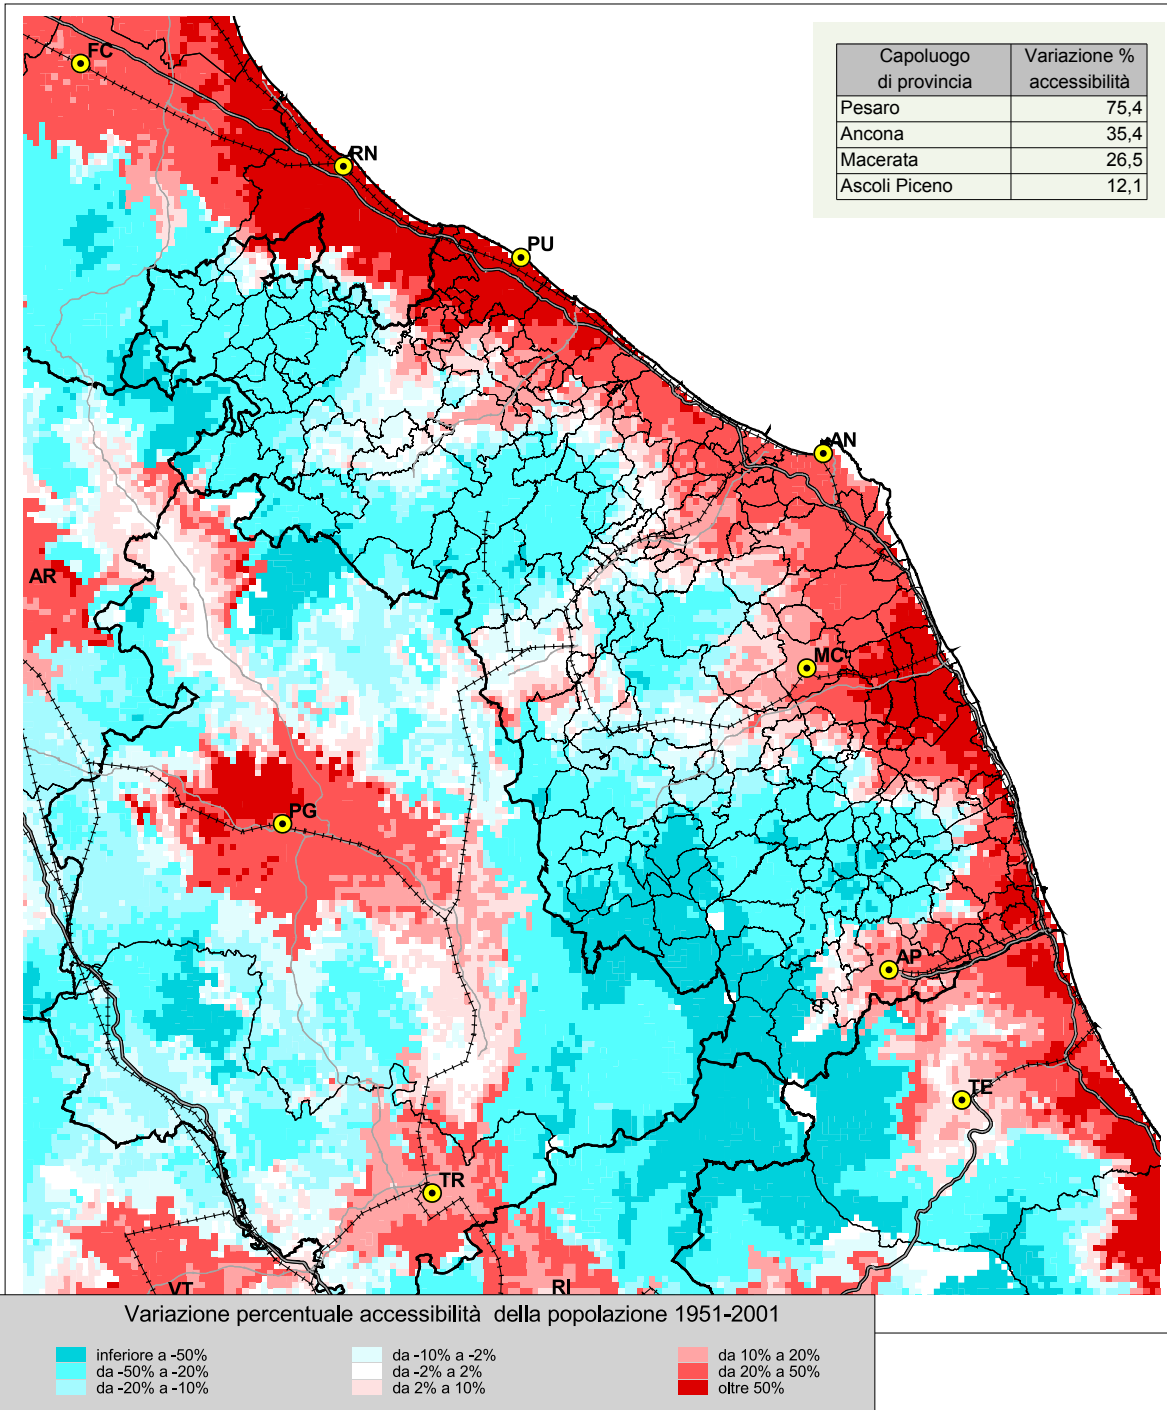 Capoluogo di provincia Variazione % accessibilità
Pesaro 75,4
Ancona 35,4
Macerata 26,5
Ascoli Piceno 12,1
FC
RN
PU
AN
AR
MC
PG
AP
TE
TR
VT
RI
Variazione percentuale accessibilità della popolazione 1951-2001
inferiore a -50%
da -50% a -20%
da -20% a -10%
da -10% a -2%
da -2% a 2%
da 2% a 10%
da 10% a 20%
da 20% a 50%
oltre 50%